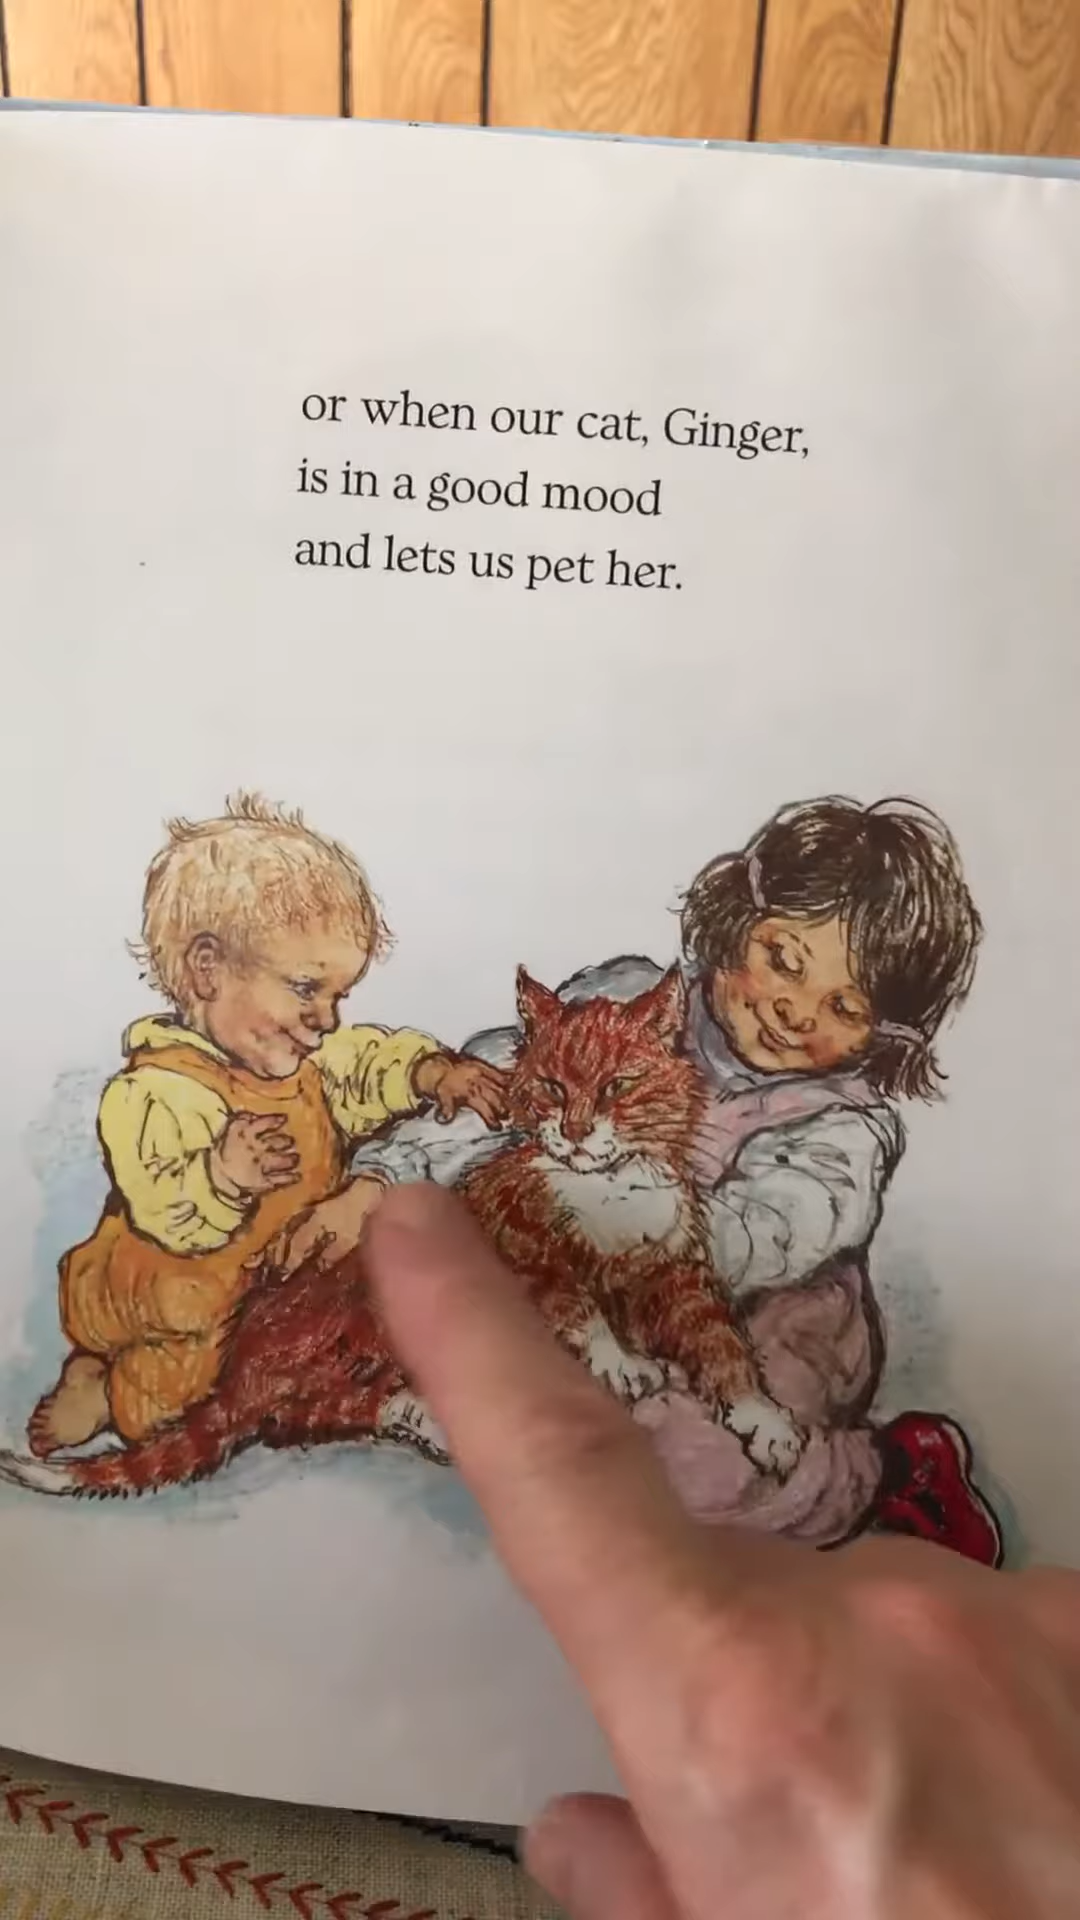 or when our cat, Ginger,
is in a good mood
and lets us pet her.